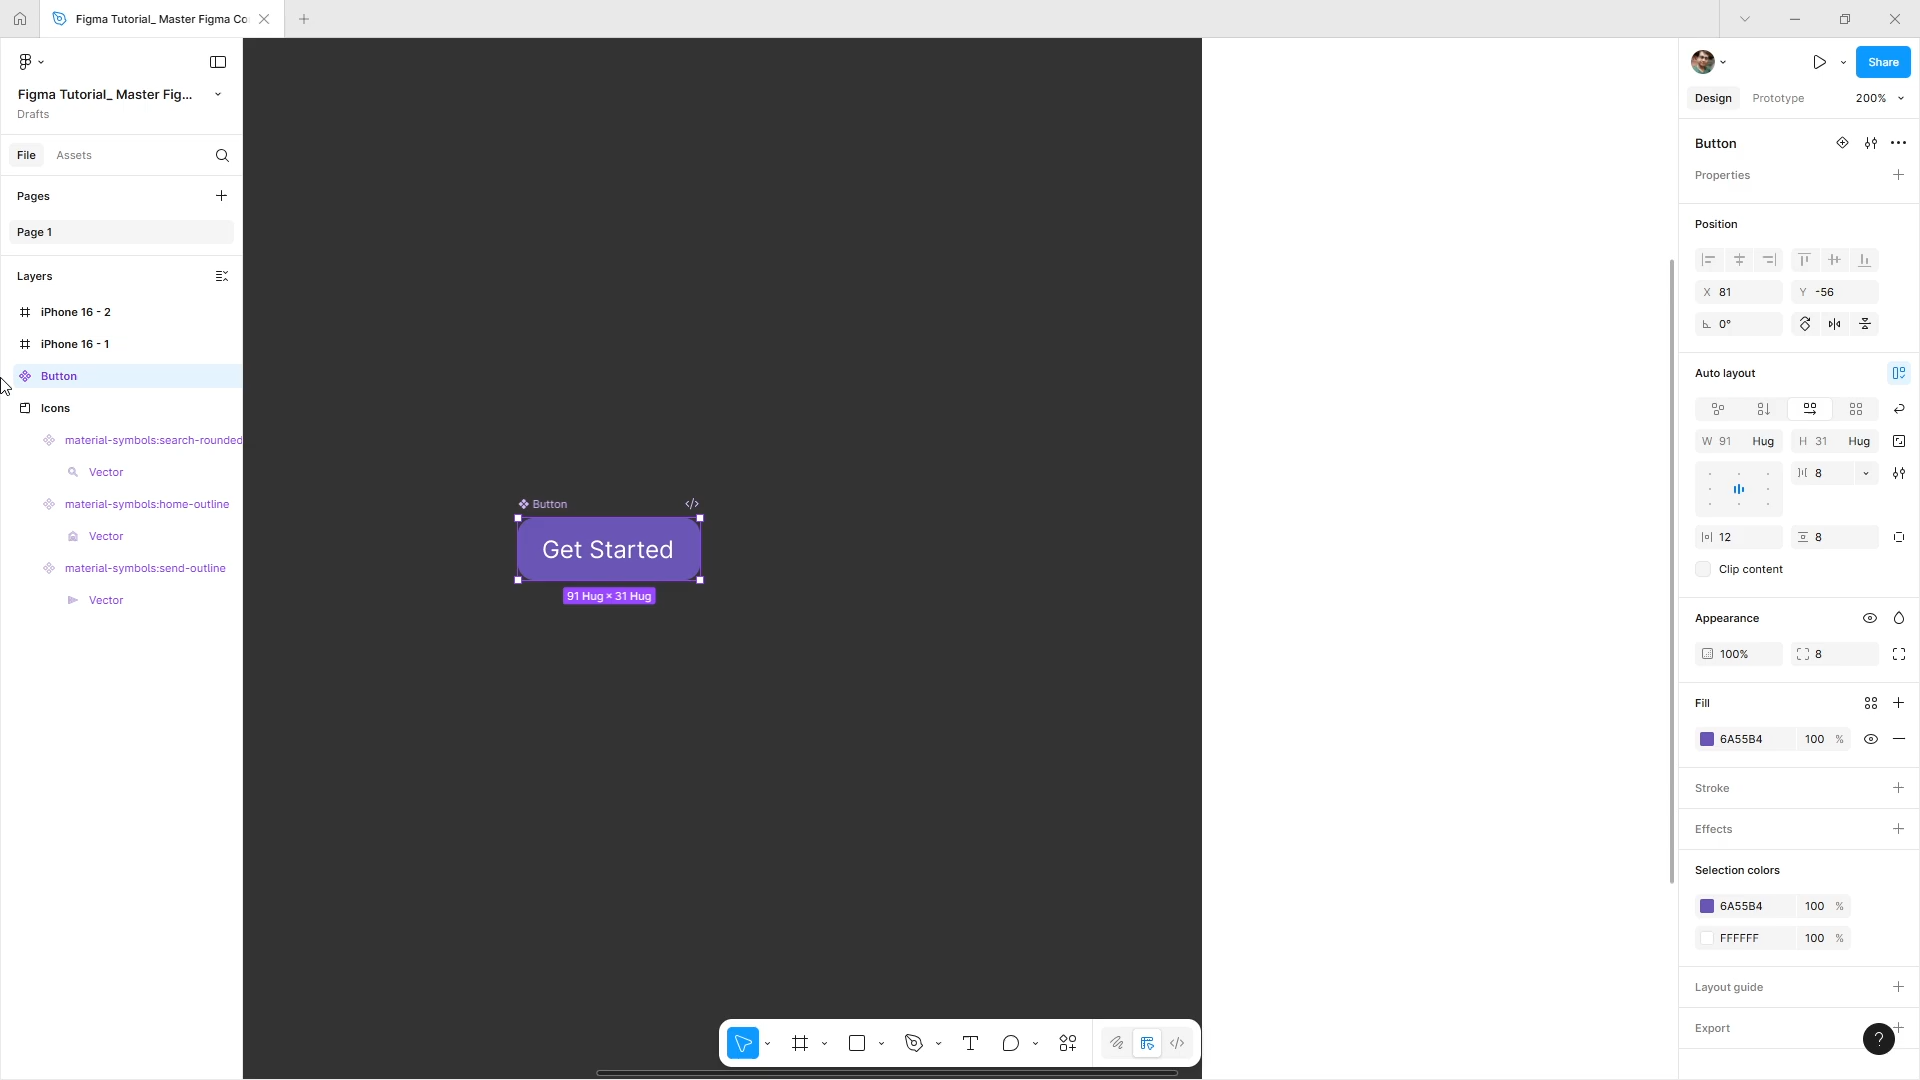 Figma Tutorial_ Master Figma Co
Figma Tutorial_ Master Fig...
Drafts
File
Assets
Pages
Page 1
Layers
iPhone 16 - 2
iPhone 16 - 1
Button
Icons
material-symbols:search-rounded
Vector
material-symbols:home-outline
Vector
material-symbols:send-outline
Vector
Button
</>
Get Started
91 Hug × 31 Hug
Share
Design
Prototype
200%
Button
Properties
Position
X 81
Y -56
0°
Auto layout
W 91 Hug
H 31 Hug
8
12
8
Clip content
Appearance
100%
8
Fill
6A55B4 100 %
Stroke
Effects
Selection colors
6A55B4 100 %
FFFFFF 100 %
Layout guide
Export
?